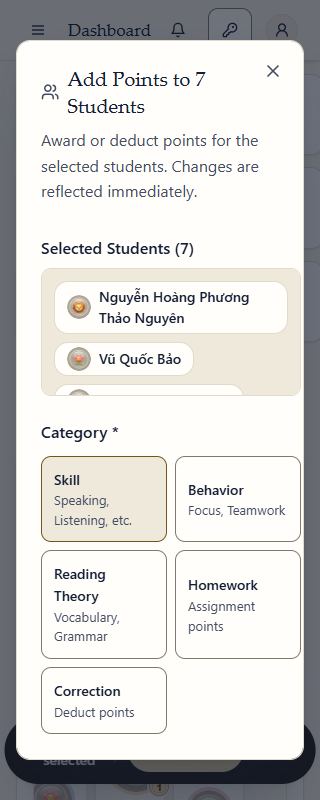 Dashboard
Add Points to 7
Students
Award or deduct points for the
selected students. Changes are
reflected immediately.
Selected Students (7)
Nguyễn Hoàng Phương
Thảo Nguyên
Vũ Quốc Bảo
Category *
Skill
Speaking,
Listening, etc.
Behavior
Focus, Teamwork
Reading
Theory
Vocabulary,
Grammar
Homework
Assignment
points
Correction
Deduct points
selected
1